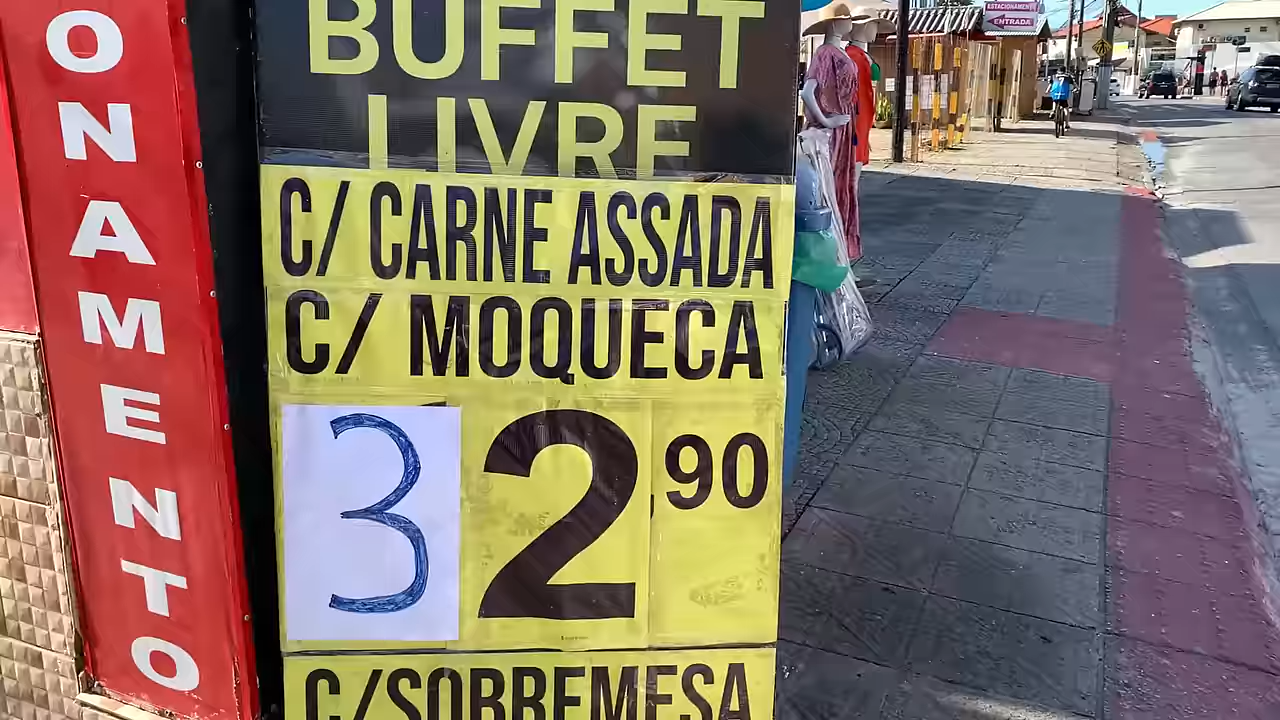 ONAMENTO
BUFFET
LIVRE
C/ CARNE ASSADA
C/ MOQUECA
32,90
C/SOBREMESA
ESTACIONAMENTO
ENTRADA